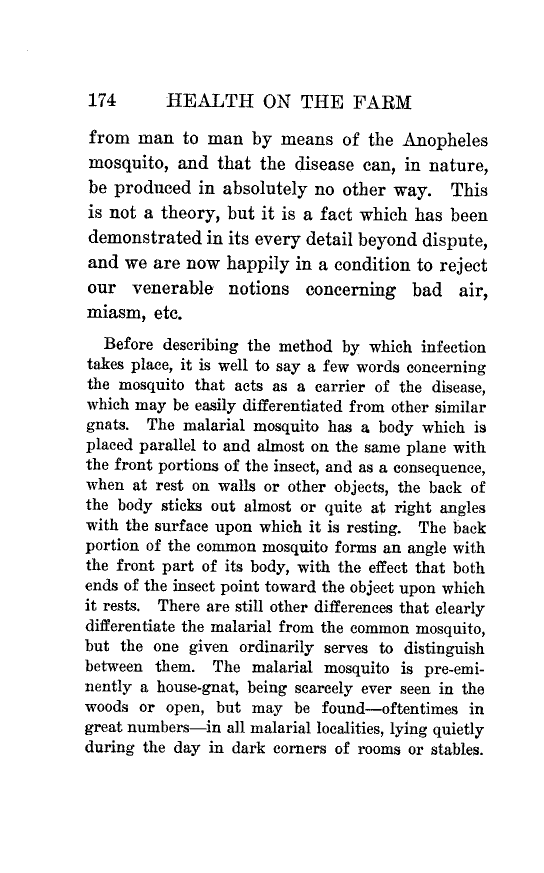 174 HEALTH ON THE FARM
from man to man by means of the Anopheles
mosquito, and that the disease can, in nature,
be produced in absolutely no other way. This
is not a theory, but it is a fact which has been
demonstrated in its every detail beyond dispute,
and we are now happily in a condition to reject
our venerable notions concerning bad air,
miasm, etc.
Before describing the method by which infection
takes place, it is well to say a few words concerning
the mosquito that acts as a carrier of the disease,
which may be easily differentiated from other similar
gnats. The malarial mosquito has a body which is
placed parallel to and almost on the same plane with
the front portions of the insect, and as a consequence,
when at rest on walls or other objects, the back of
the body sticks out almost or quite at right angles
with the surface upon which it is resting. The back
portion of the common mosquito forms an angle with
the front part of its body, with the effect that both
ends of the insect point toward the object upon which
it rests. There are still other differences that clearly
differentiate the malarial from the common mosquito,
but the one given ordinarily serves to distinguish
between them. The malarial mosquito is pre-emi-
nently a house-gnat, being scarcely ever seen in the
woods or open, but may be found—oftentimes in
great numbers—in all malarial localities, lying quietly
during the day in dark corners of rooms or stables.